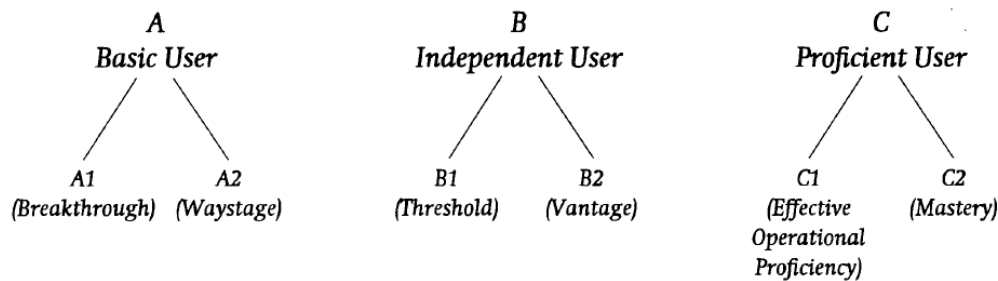 A
Basic User
B
Independent User
C
Proficient User
A1
(Breakthrough)
A2
(Waystage)
B1
(Threshold)
B2
(Vantage)
C1
(Effective
Operational
Proficiency)
C2
(Mastery)